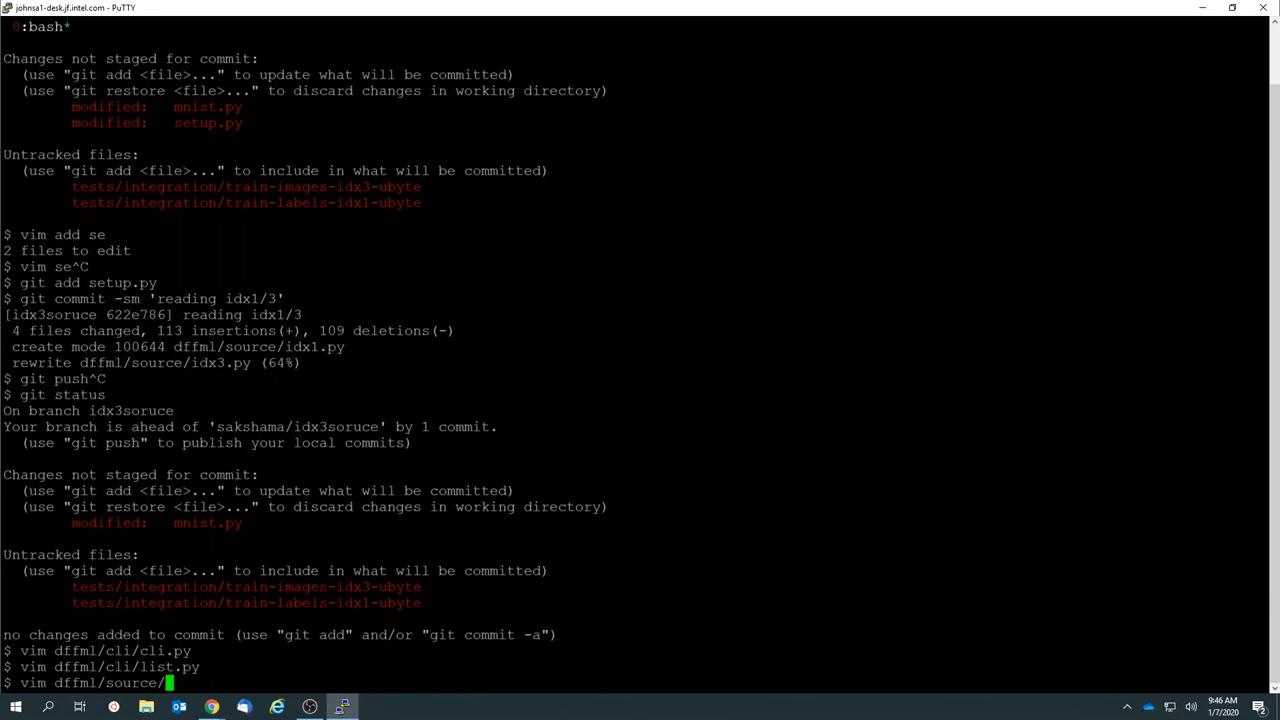 johnsa1-desk.jf.intel.com - PuTTY
0:bash*
Changes not staged for commit:
(use "git add <file>..." to update what will be committed)
(use "git restore <file>..." to discard changes in working directory)
modified:   mnist.py
modified:   setup.py
Untracked files:
(use "git add <file>..." to include in what will be committed)
tests/integration/train-images-idx3-ubyte
tests/integration/train-labels-idx1-ubyte
$ vim add se
2 files to edit
$ vim se^C
$ git add setup.py
$ git commit -sm 'reading idx1/3'
[idx3soruce 622e786] reading idx1/3
4 files changed, 113 insertions(+), 109 deletions(-)
create mode 100644 dffml/source/idx1.py
rewrite dffml/source/idx3.py (64%)
$ git push^C
$ git status
On branch idx3soruce
Your branch is ahead of 'sakshama/idx3soruce' by 1 commit.
(use "git push" to publish your local commits)
Changes not staged for commit:
(use "git add <file>..." to update what will be committed)
(use "git restore <file>..." to discard changes in working directory)
modified:   mnist.py
Untracked files:
(use "git add <file>..." to include in what will be committed)
tests/integration/train-images-idx3-ubyte
tests/integration/train-labels-idx1-ubyte
no changes added to commit (use "git add" and/or "git commit -a")
$ vim dffml/cli/cli.py
$ vim dffml/cli/list.py
$ vim dffml/source/
9:46 AM
1/7/2020